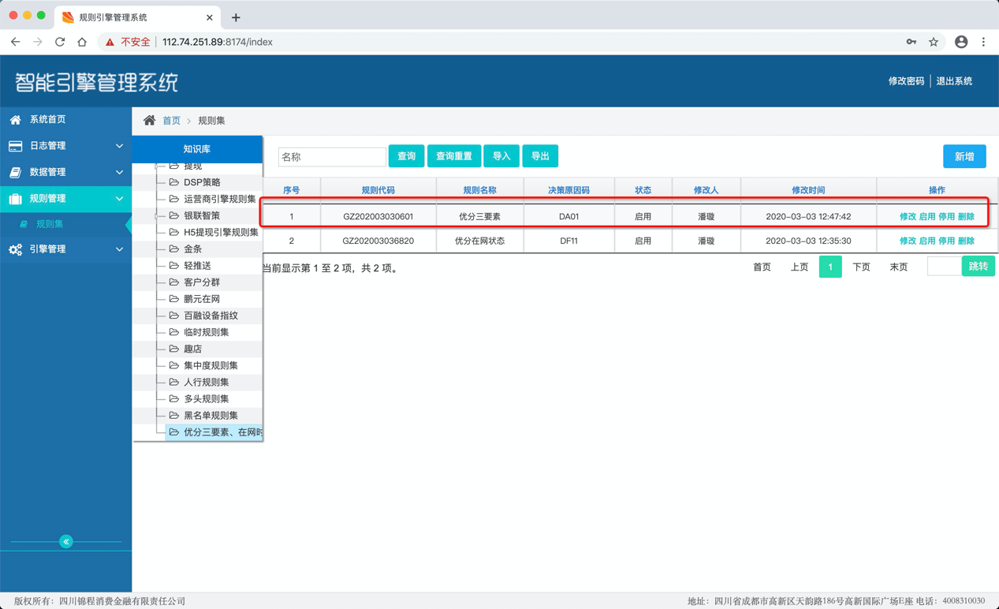 规则引擎管理系统
不安全 112.74.251.89:8174/index
智能引擎管理系统
修改密码 退出系统
系统首页
日志管理
数据管理
规则管理
规则集
引擎管理
首页 > 规则集
知识库
提现
DSP策略
运营商引擎规则集
银联智策
H5提现引擎规则集
金条
轻推送
客户分群
鹏元在网
百融设备指纹
临时规则集
趣店
集中度规则集
人行规则集
多头规则集
黑名单规则集
优分三要素、在网时
名称 查询 查询重置 导入 导出 新增
序号 规则代码 规则名称 决策原因码 状态 修改人 修改时间 操作
1 GZ202003030601 优分三要素 DA01 启用 潘璇 2020-03-03 12:47:42 修改 启用 停用 删除
2 GZ202003036820 优分在网状态 DF11 启用 潘璇 2020-03-03 12:35:30 修改 启用 停用 删除
当前显示第 1 至 2 项，共 2 项。 首页 上页 1 下页 末页 跳转
版权所有：四川锦程消费金融有限责任公司 地址：四川省成都市高新区天韵路186号高新国际广场E座 电话：4008310030